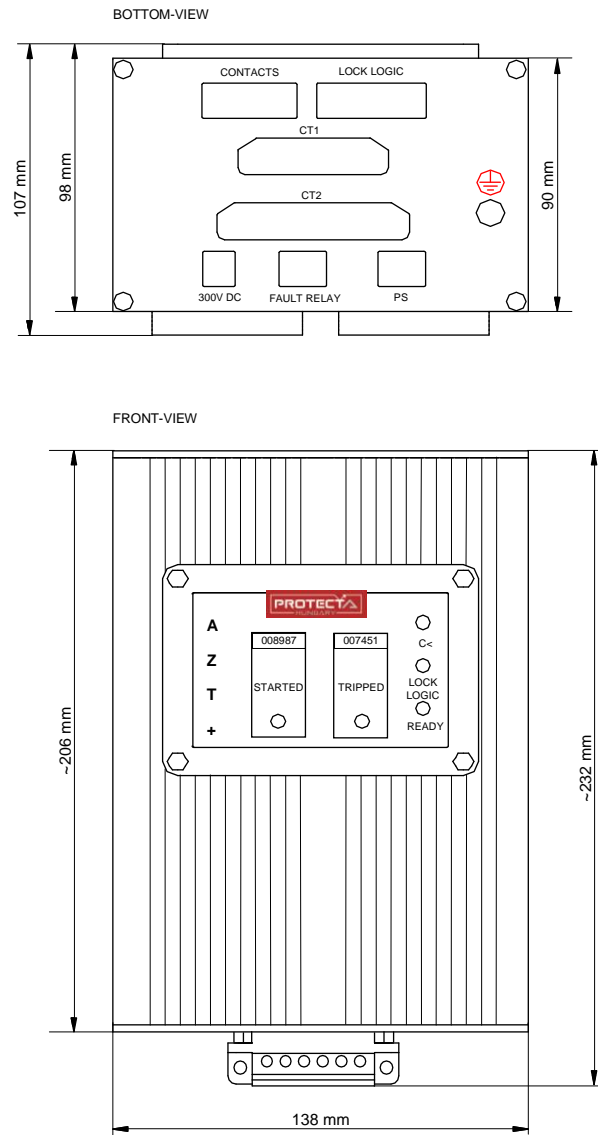 BOTTOM-VIEW
CONTACTS LOCK LOGIC
CT1
CT2
300V DC FAULT RELAY PS
107 mm
98 mm
90 mm
FRONT-VIEW
PROTECTA
HUNGARY
A
Z
T
+
008987
STARTED
007451
TRIPPED
C<
LOCK
LOGIC
READY
~206 mm
~232 mm
138 mm